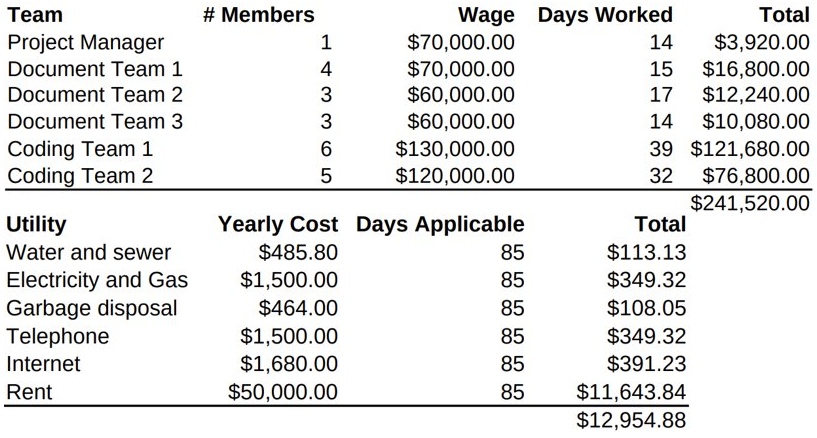 Team # Members Wage Days Worked Total
Project Manager 1 $70,000.00 14 $3,920.00
Document Team 1 4 $70,000.00 15 $16,800.00
Document Team 2 3 $60,000.00 17 $12,240.00
Document Team 3 3 $60,000.00 14 $10,080.00
Coding Team 1 6 $130,000.00 39 $121,680.00
Coding Team 2 5 $120,000.00 32 $76,800.00
$241,520.00
Utility Yearly Cost Days Applicable Total
Water and sewer $485.80 85 $113.13
Electricity and Gas $1,500.00 85 $349.32
Garbage disposal $464.00 85 $108.05
Telephone $1,500.00 85 $349.32
Internet $1,680.00 85 $391.23
Rent $50,000.00 85 $11,643.84
$12,954.88